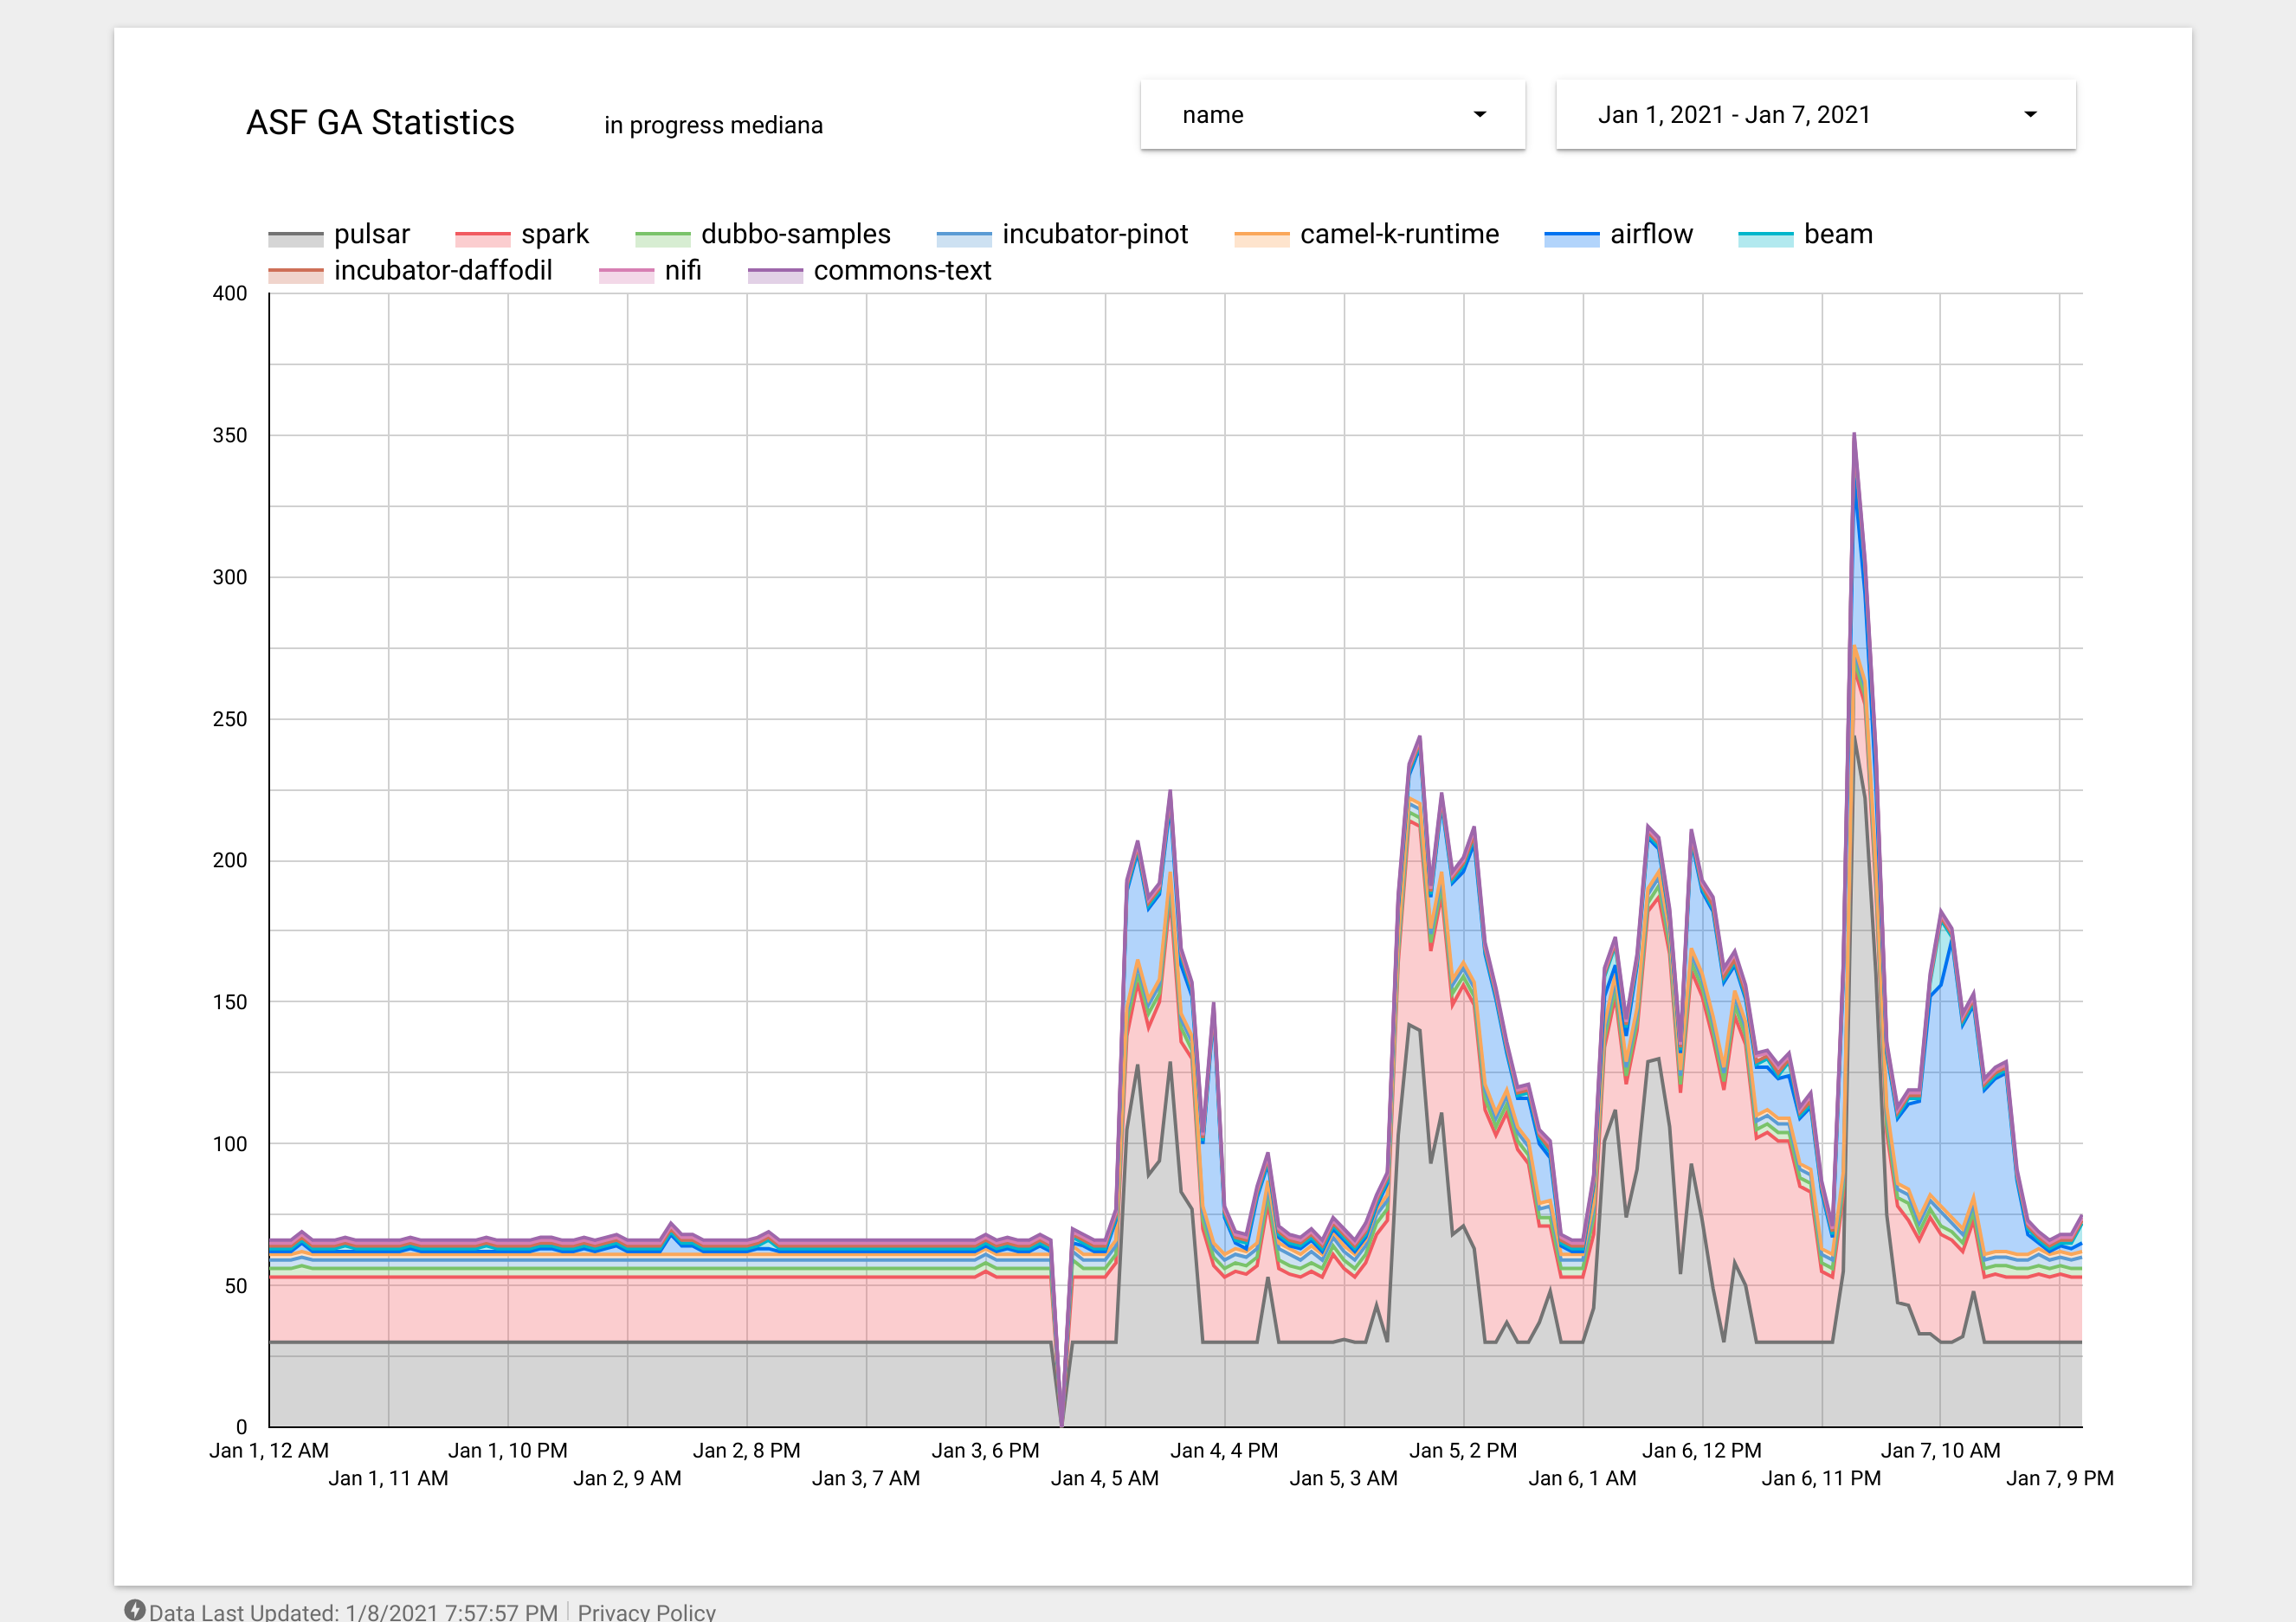 ASF GA Statistics
in progress mediana
name
Jan 1, 2021 - Jan 7, 2021
pulsar spark dubbo-samples incubator-pinot camel-k-runtime airflow beam
incubator-daffodil nifi commons-text
400
350
300
250
200
150
100
50
0
Jan 1, 12 AM Jan 1, 10 PM Jan 2, 8 PM Jan 3, 6 PM Jan 4, 4 PM Jan 5, 2 PM Jan 6, 12 PM Jan 7, 10 AM
Jan 1, 11 AM Jan 2, 9 AM Jan 3, 7 AM Jan 4, 5 AM Jan 5, 3 AM Jan 6, 1 AM Jan 6, 11 PM Jan 7, 9 PM
Data Last Updated: 1/8/2021 7:57:57 PM Privacy Policy